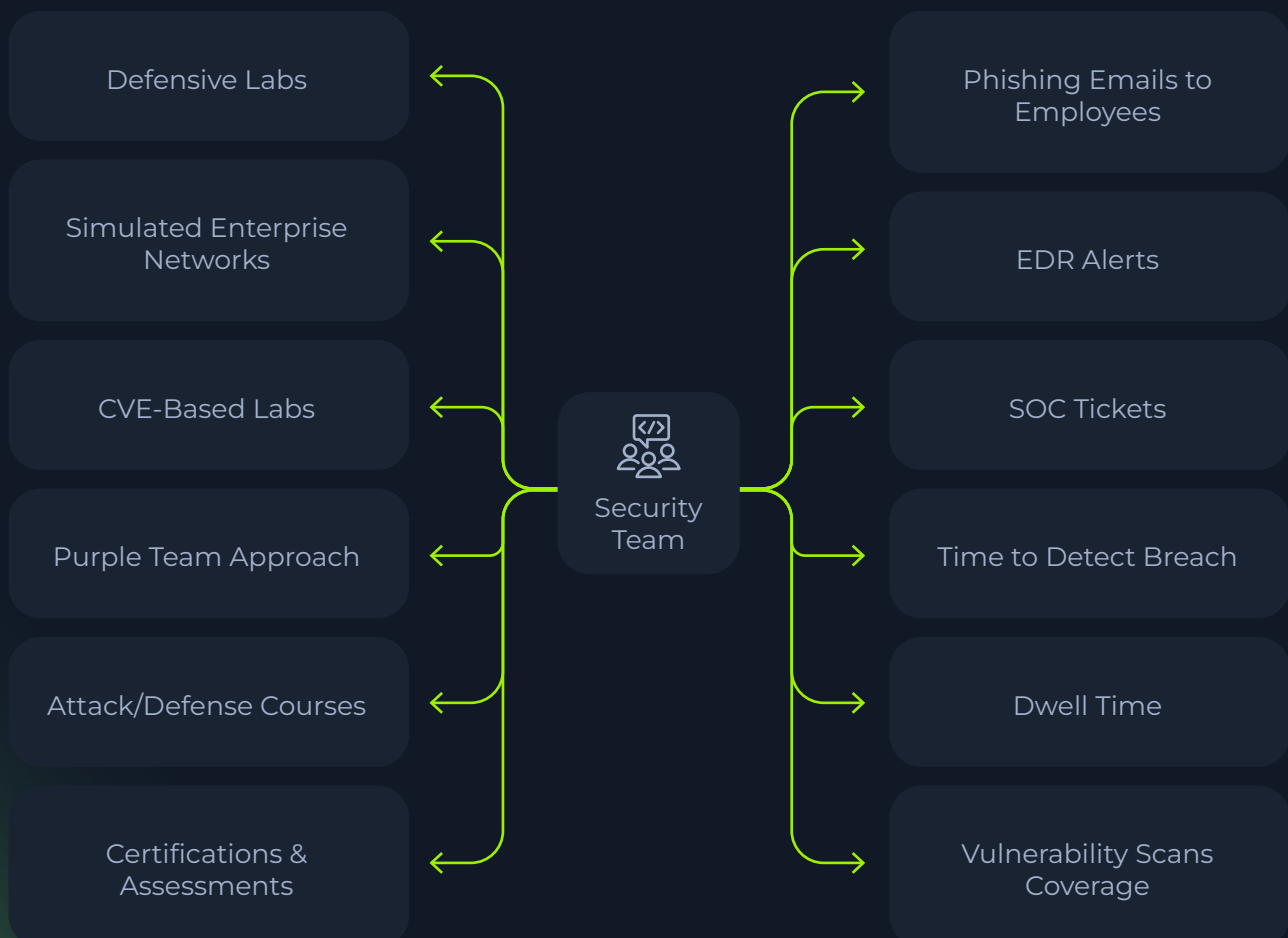 Defensive Labs
Simulated Enterprise
Networks
CVE-Based Labs
Purple Team Approach
Attack/Defense Courses
Certifications &
Assessments
</>
Security
Team
Phishing Emails to
Employees
EDR Alerts
SOC Tickets
Time to Detect Breach
Dwell Time
Vulnerability Scans
Coverage